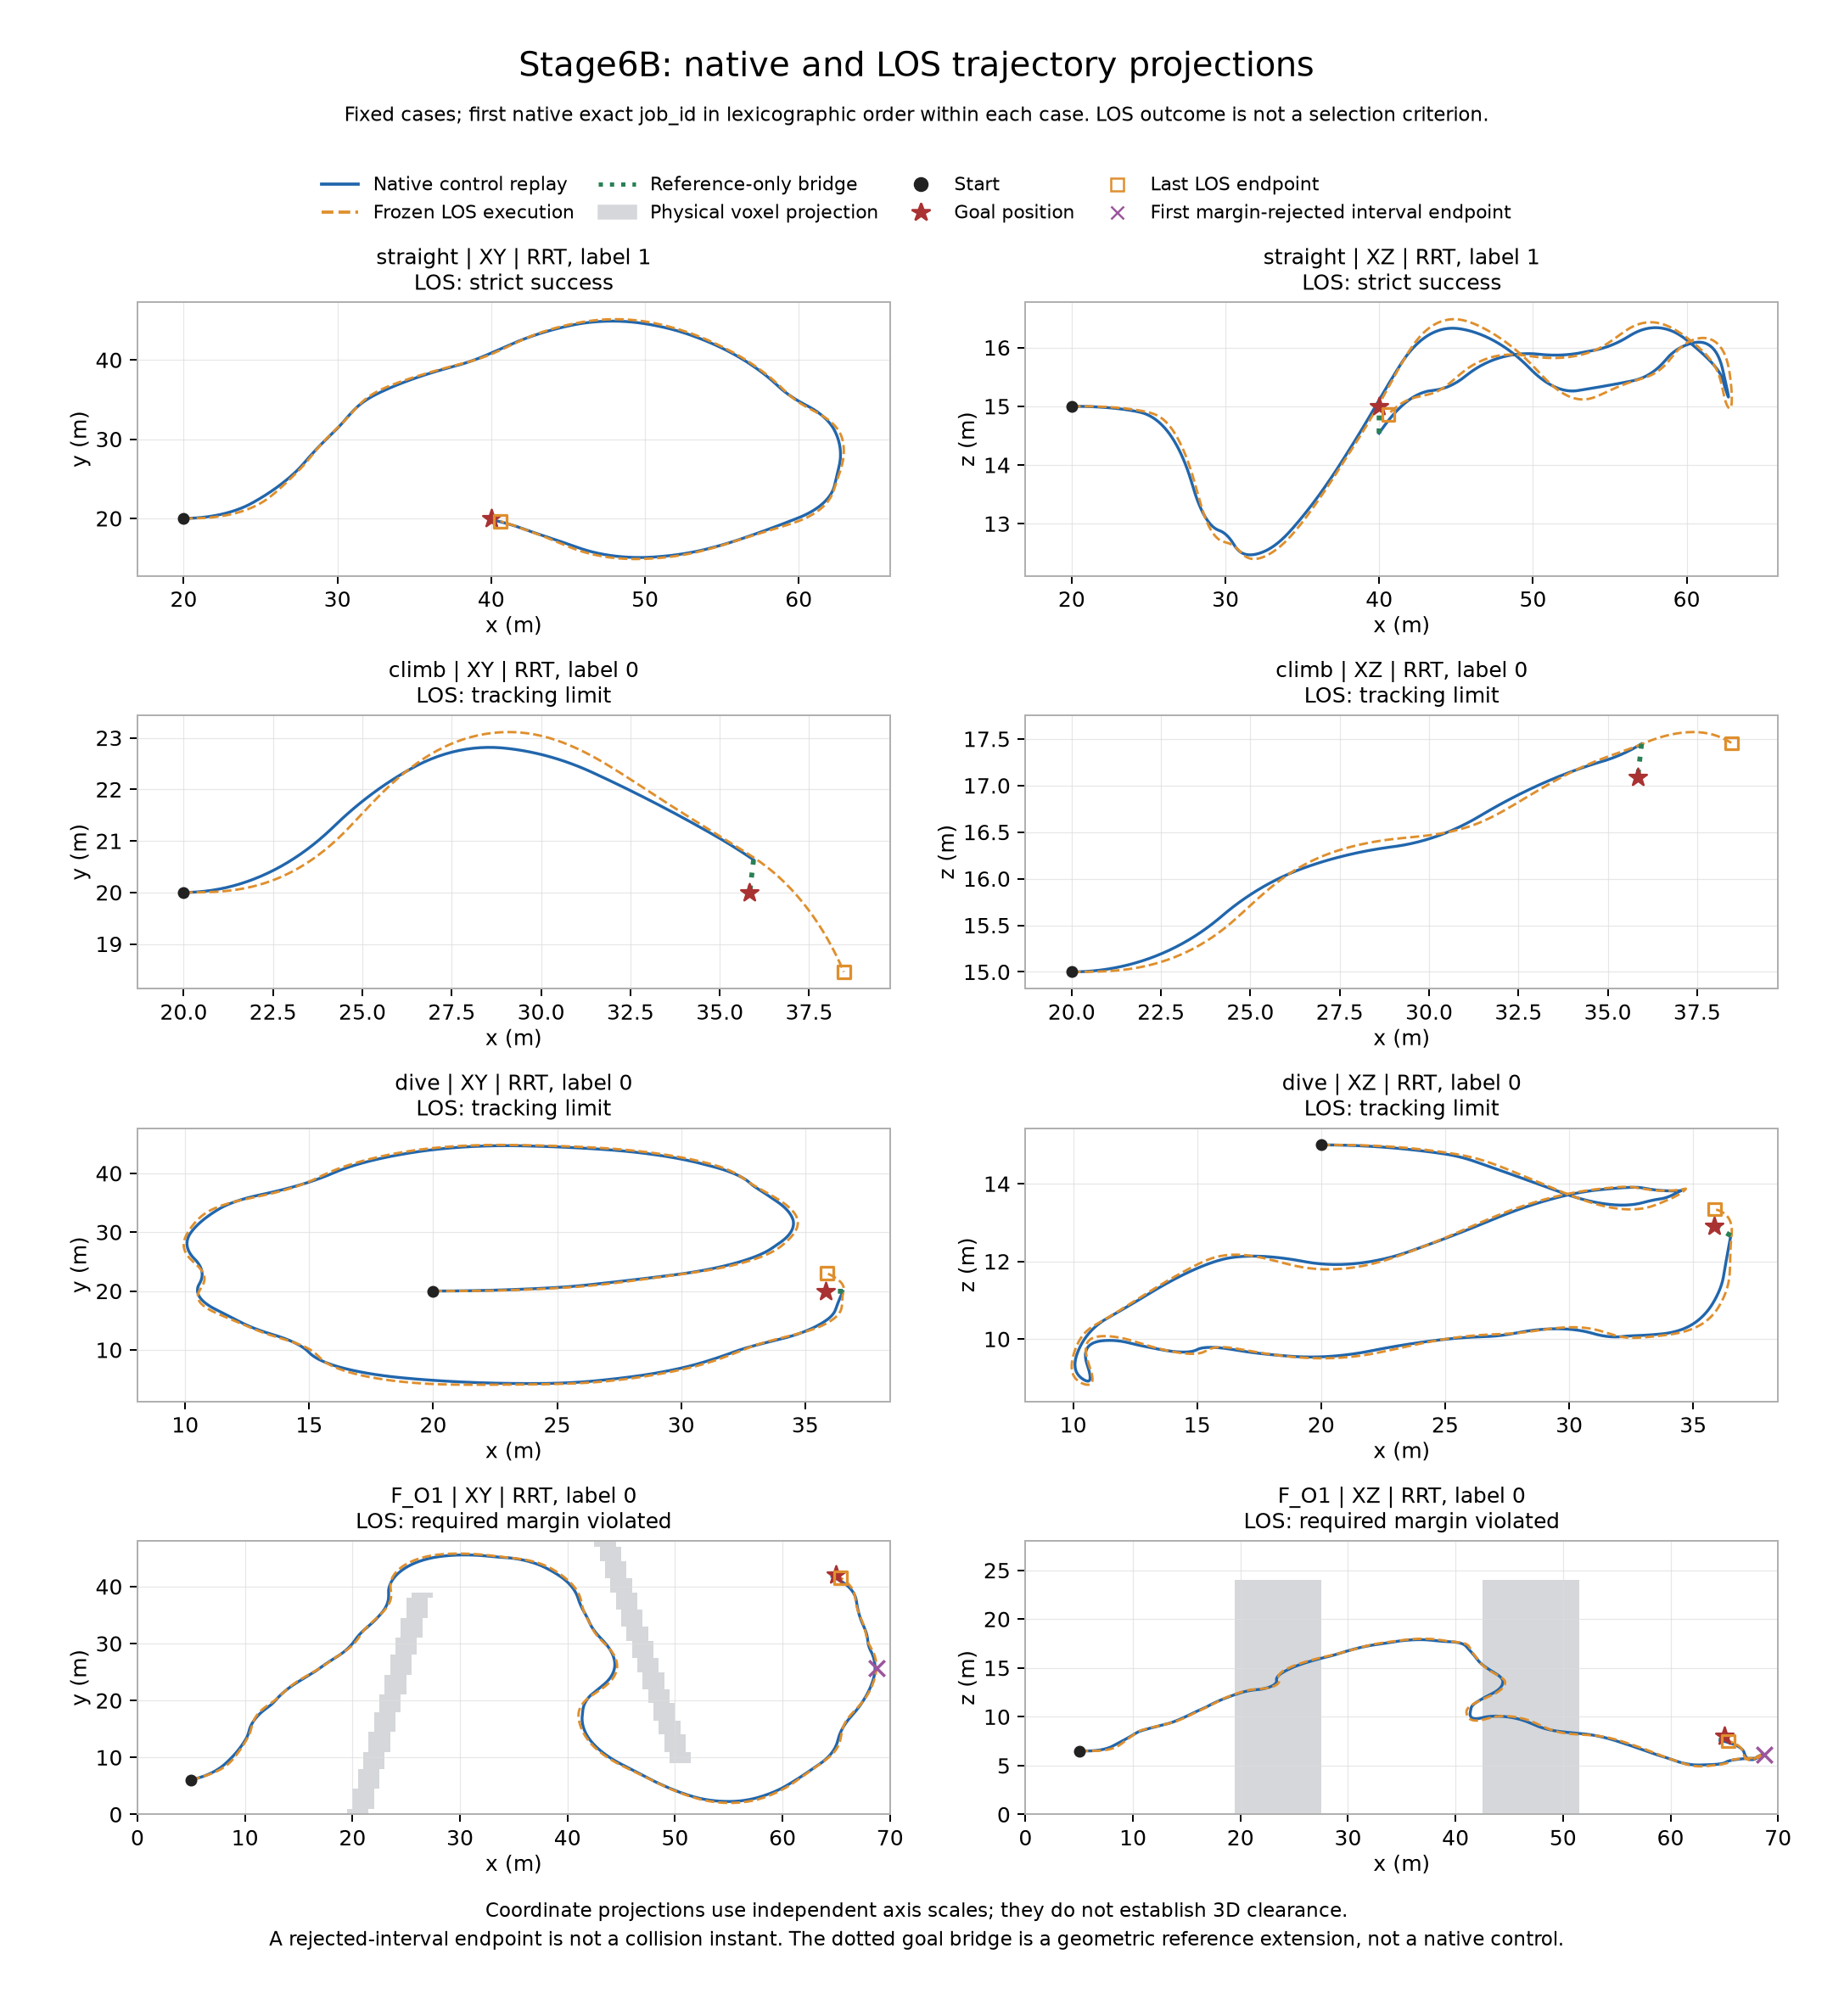 Stage6B: native and LOS trajectory projections
Fixed cases; first native exact job_id in lexicographic order within each case. LOS outcome is not a selection criterion.
Native control replay
Reference-only bridge
Start
Last LOS endpoint
Frozen LOS execution
Physical voxel projection
Goal position
First margin-rejected interval endpoint
straight | XY | RRT, label 1
LOS: strict success
y (m)
40
30
20
20 30 40 50 60
x (m)
straight | XZ | RRT, label 1
LOS: strict success
z (m)
16
15
14
13
20 30 40 50 60
x (m)
climb | XY | RRT, label 0
LOS: tracking limit
y (m)
23
22
21
20
19
20.0 22.5 25.0 27.5 30.0 32.5 35.0 37.5
x (m)
climb | XZ | RRT, label 0
LOS: tracking limit
z (m)
17.5
17.0
16.5
16.0
15.5
15.0
20.0 22.5 25.0 27.5 30.0 32.5 35.0 37.5
x (m)
dive | XY | RRT, label 0
LOS: tracking limit
y (m)
40
30
20
10
10 15 20 25 30 35
x (m)
dive | XZ | RRT, label 0
LOS: tracking limit
z (m)
14
12
10
10 15 20 25 30 35
x (m)
F_O1 | XY | RRT, label 0
LOS: required margin violated
y (m)
40
30
20
10
0
0 10 20 30 40 50 60 70
x (m)
F_O1 | XZ | RRT, label 0
LOS: required margin violated
z (m)
25
20
15
10
5
0
0 10 20 30 40 50 60 70
x (m)
Coordinate projections use independent axis scales; they do not establish 3D clearance.
A rejected-interval endpoint is not a collision instant. The dotted goal bridge is a geometric reference extension, not a native control.